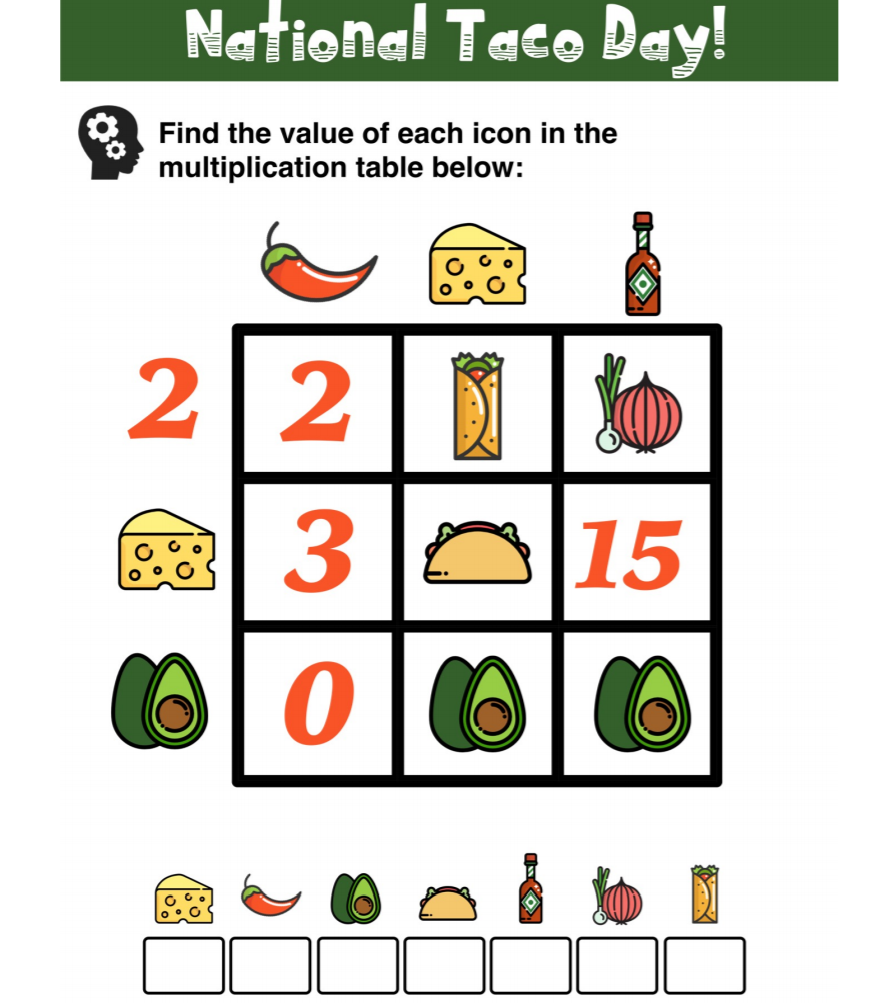 National Taco Day!
Find the value of each icon in the
multiplication table below:
2 2
3 15
0